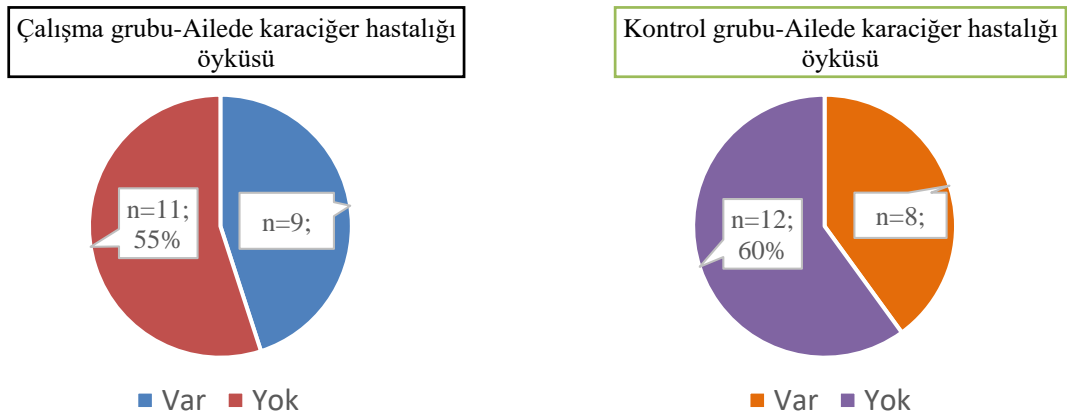 Çalışma grubu-Ailede karaciğer hastalığı
öyküsü
n=11;
55%
n=9;
Var Yok
Kontrol grubu-Ailede karaciğer hastalığı
öyküsü
n=12;
60%
n=8;
Var Yok